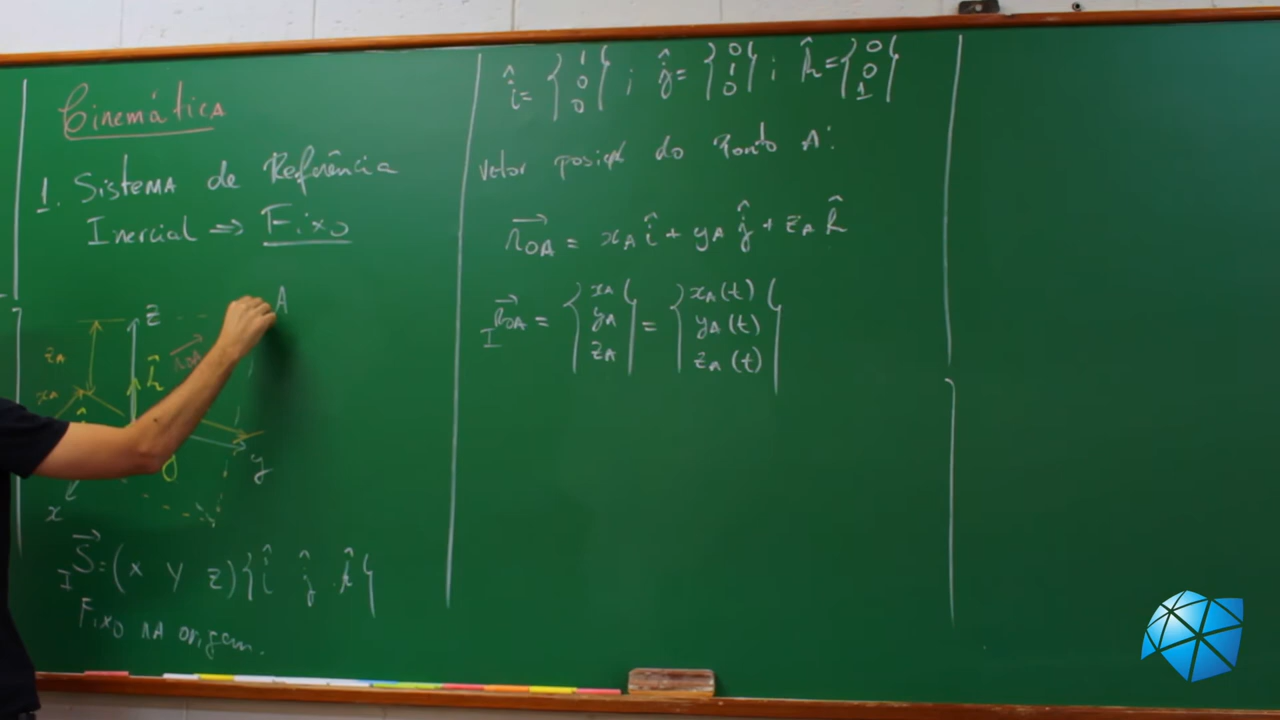 Cinemática
1. Sistema de Referência
Inercial ⇒ Fixo
A
z
zA
k̂
rOA
xA
y
x
I S⃗ = (x y z){î ĵ k̂}
Fixo na origem.
î = {1 0 0} ; ĵ = {0 1 0} ; k̂ = {0 0 1}
Vetor posição do Ponto A:
r⃗OA = xA î + yA ĵ + zA k̂
I r⃗OA = {xA yA zA} = {xA(t) yA(t) zA(t)}